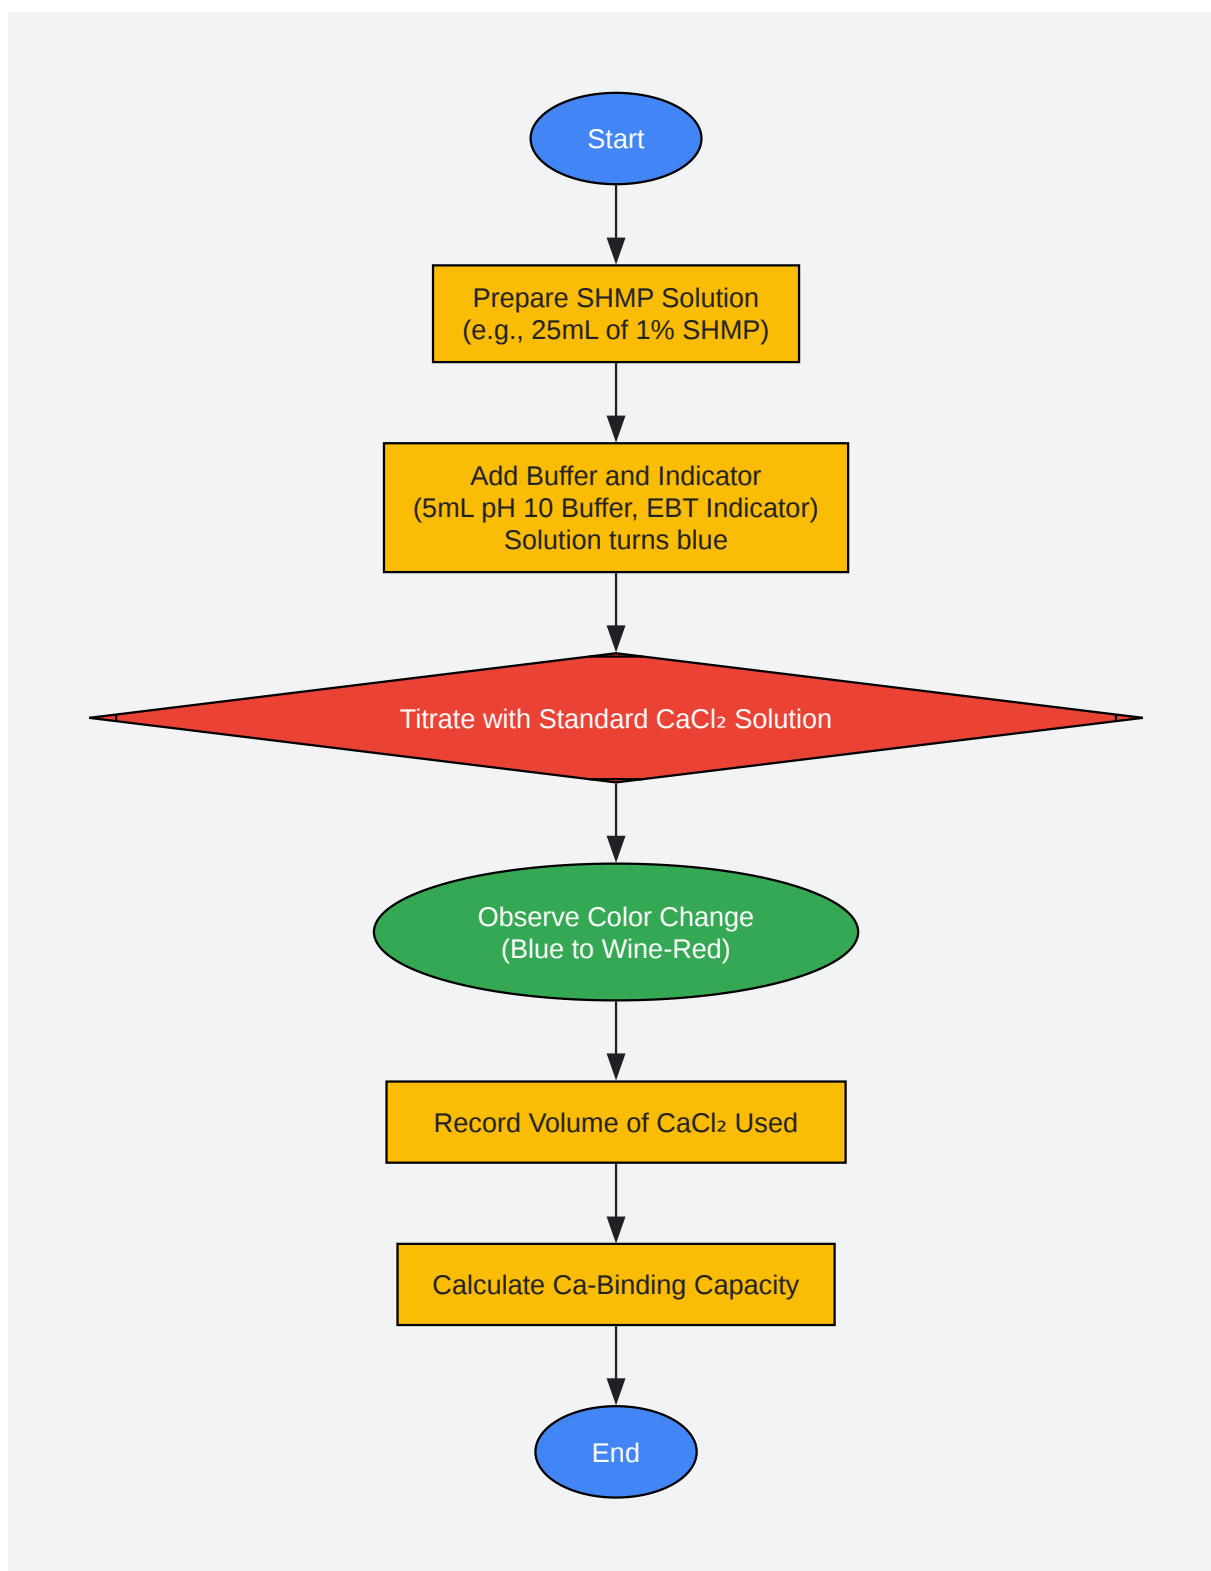 Start
Prepare SHMP Solution
(e.g., 25mL of 1% SHMP)
Add Buffer and Indicator
(5mL pH 10 Buffer, EBT Indicator)
Solution turns blue
Titrate with Standard CaCl₂ Solution
Observe Color Change
(Blue to Wine-Red)
Record Volume of CaCl₂ Used
Calculate Ca-Binding Capacity
End